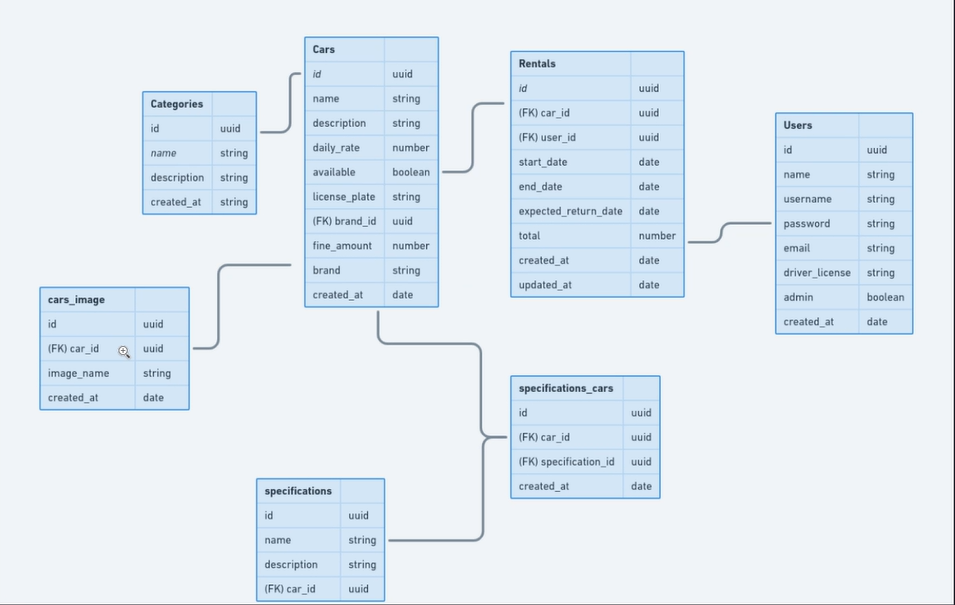 Cars
id uuid
name string
description string
daily_rate number
available boolean
license_plate string
(FK) brand_id uuid
fine_amount number
brand string
created_at date
Rentals
id uuid
(FK) car_id uuid
(FK) user_id uuid
start_date date
end_date date
expected_return_date date
total number
created_at date
updated_at date
Categories
id uuid
name string
description string
created_at string
Users
id uuid
name string
username string
password string
email string
driver_license string
admin boolean
created_at date
cars_image
id uuid
(FK) car_id uuid
image_name string
created_at date
specifications_cars
id uuid
(FK) car_id uuid
(FK) specification_id uuid
created_at date
specifications
id uuid
name string
description string
(FK) car_id uuid